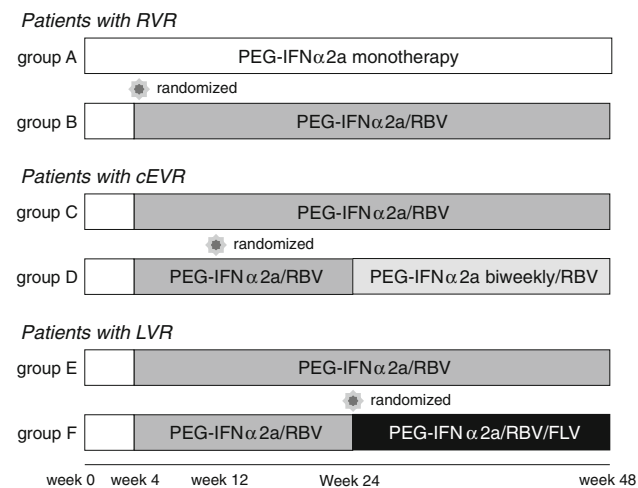 Patients with RVR
group A PEG-IFNα2a monotherapy
randomized
group B PEG-IFNα2a/RBV
Patients with cEVR
group C PEG-IFNα2a/RBV
randomized
group D PEG-IFNα2a/RBV PEG-IFNα2a biweekly/RBV
Patients with LVR
group E PEG-IFNα2a/RBV
randomized
group F PEG-IFNα2a/RBV PEG-IFNα2a/RBV/FLV
week 0 week 4 week 12 Week 24 week 48